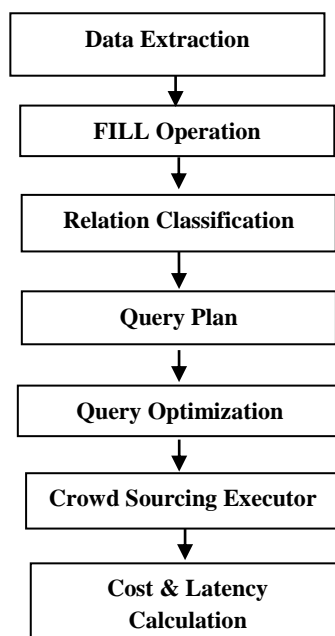 Data Extraction
FILL Operation
Relation Classification
Query Plan
Query Optimization
Crowd Sourcing Executor
Cost & Latency
Calculation